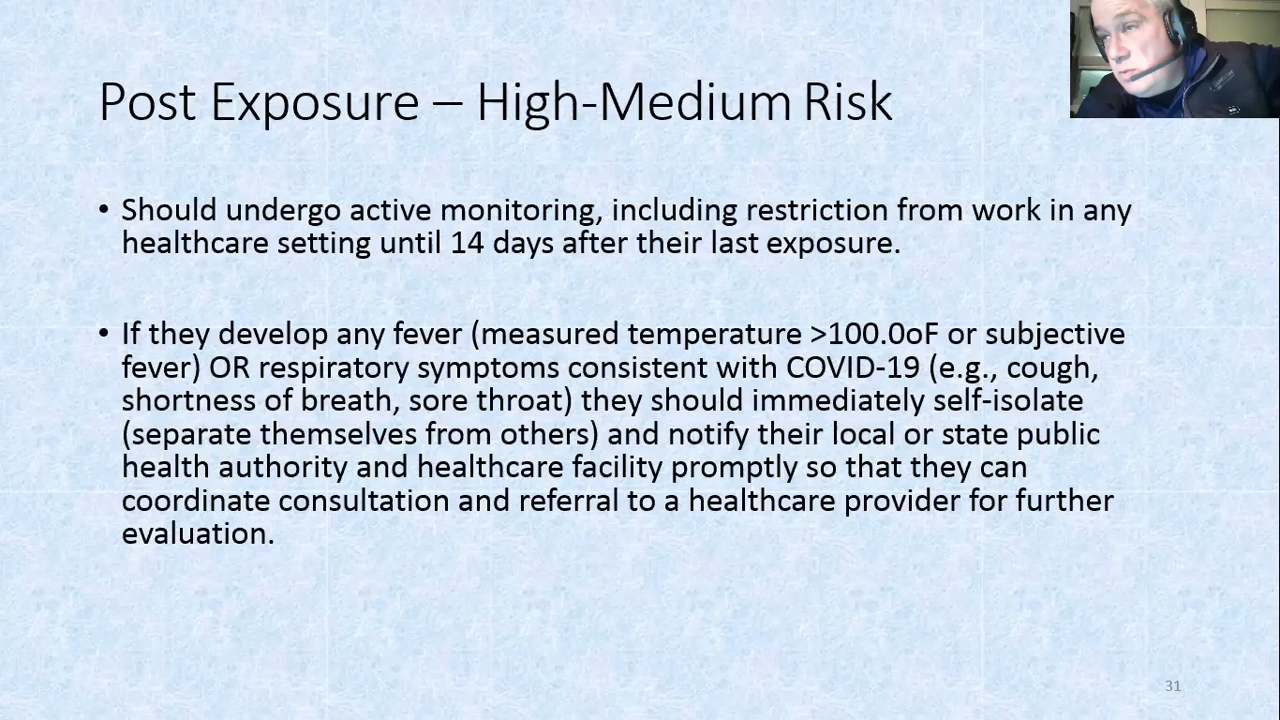 Post Exposure – High-Medium Risk
• Should undergo active monitoring, including restriction from work in any
healthcare setting until 14 days after their last exposure.
• If they develop any fever (measured temperature >100.0oF or subjective
fever) OR respiratory symptoms consistent with COVID-19 (e.g., cough,
shortness of breath, sore throat) they should immediately self-isolate
(separate themselves from others) and notify their local or state public
health authority and healthcare facility promptly so that they can
coordinate consultation and referral to a healthcare provider for further
evaluation.
31